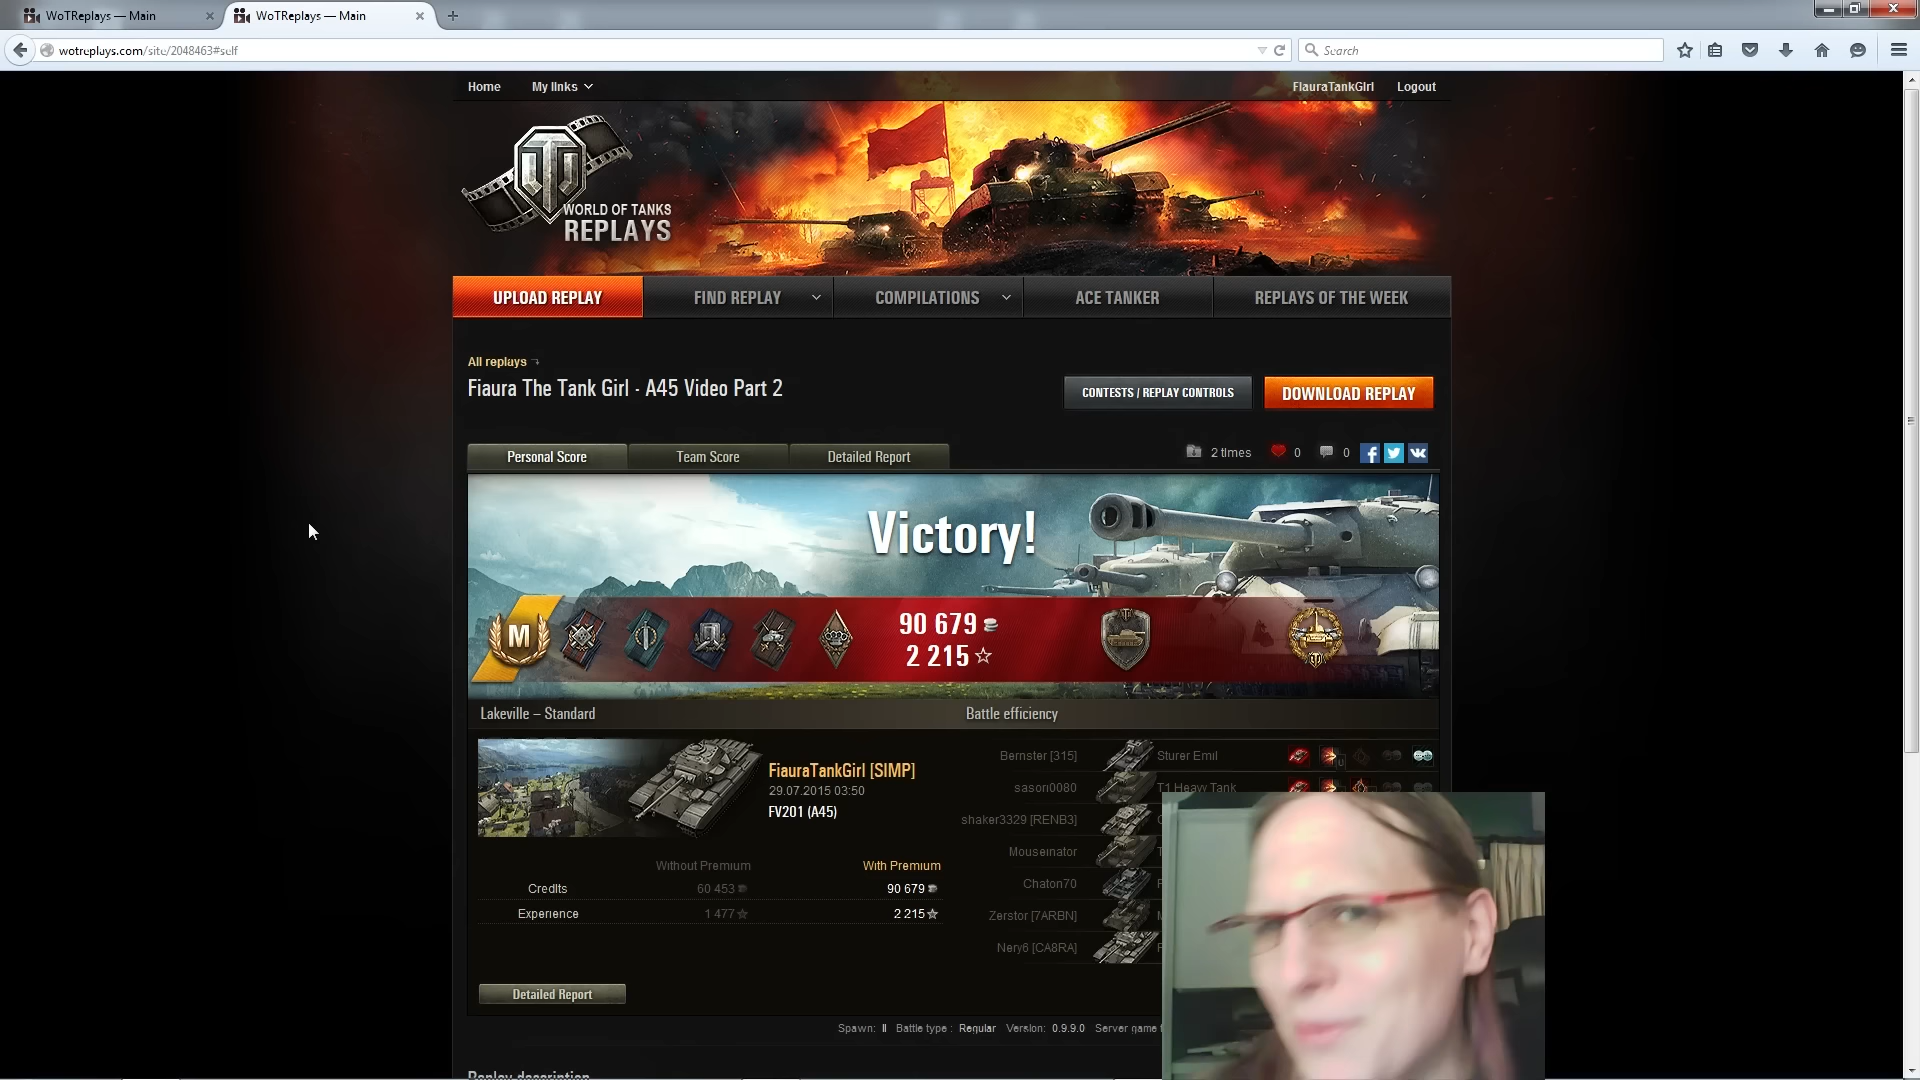 WoTReplays — Main
WoTReplays — Main
wotreplays.com/site/2048463#self
Search
Home
My links
FiauraTankGirl
Logout
WORLD OF TANKS
REPLAYS
UPLOAD REPLAY
FIND REPLAY
COMPILATIONS
ACE TANKER
REPLAYS OF THE WEEK
All replays
Fiaura The Tank Girl - A45 Video Part 2
CONTESTS / REPLAY CONTROLS
DOWNLOAD REPLAY
Personal Score
Team Score
Detailed Report
2 times
0
0
Victory!
M
90 679
2 215
Lakeville – Standard
Battle efficiency
FiauraTankGirl [SIMP]
29.07.2015 03:50
FV201 (A45)
Without Premium
With Premium
Credits
60 453
90 679
Experience
1 477
2 215
Bernster [315]
Sturer Emil
sasori0080
T1 Heavy Tank
shaker3329 [RENB3]
Mouseinator
Chaton70
Zerstor [7ARBN]
Nery6 [CA8RA]
Detailed Report
Spawn: II Battle type : Regular Version: 0.9.9.0 Server game
Replay description